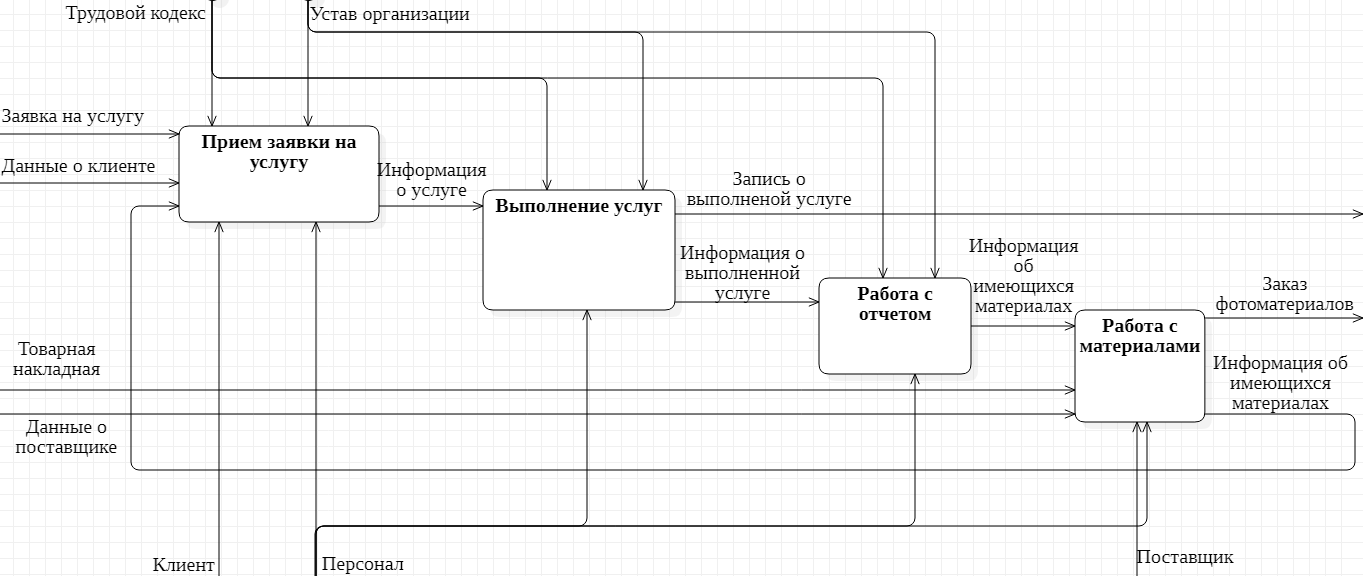 Трудовой кодекс
Устав организации
Заявка на услугу
Данные о клиенте
Прием заявки на
услугу
Информация
о услуге
Выполнение услуг
Запись о
выполненой услуге
Информация о
выполненной
услуге
Работа с
отчетом
Информация
об
имеющихся
материалах
Работа с
материалами
Заказ
фотоматериалов
Информация об
имеющихся
материалах
Товарная
накладная
Данные о
поставщике
Клиент
Персонал
Поставщик